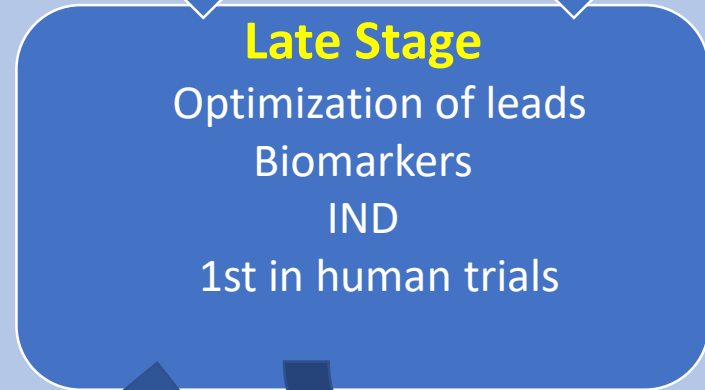 Late Stage
Optimization of leads
Biomarkers
IND
1st in human trials